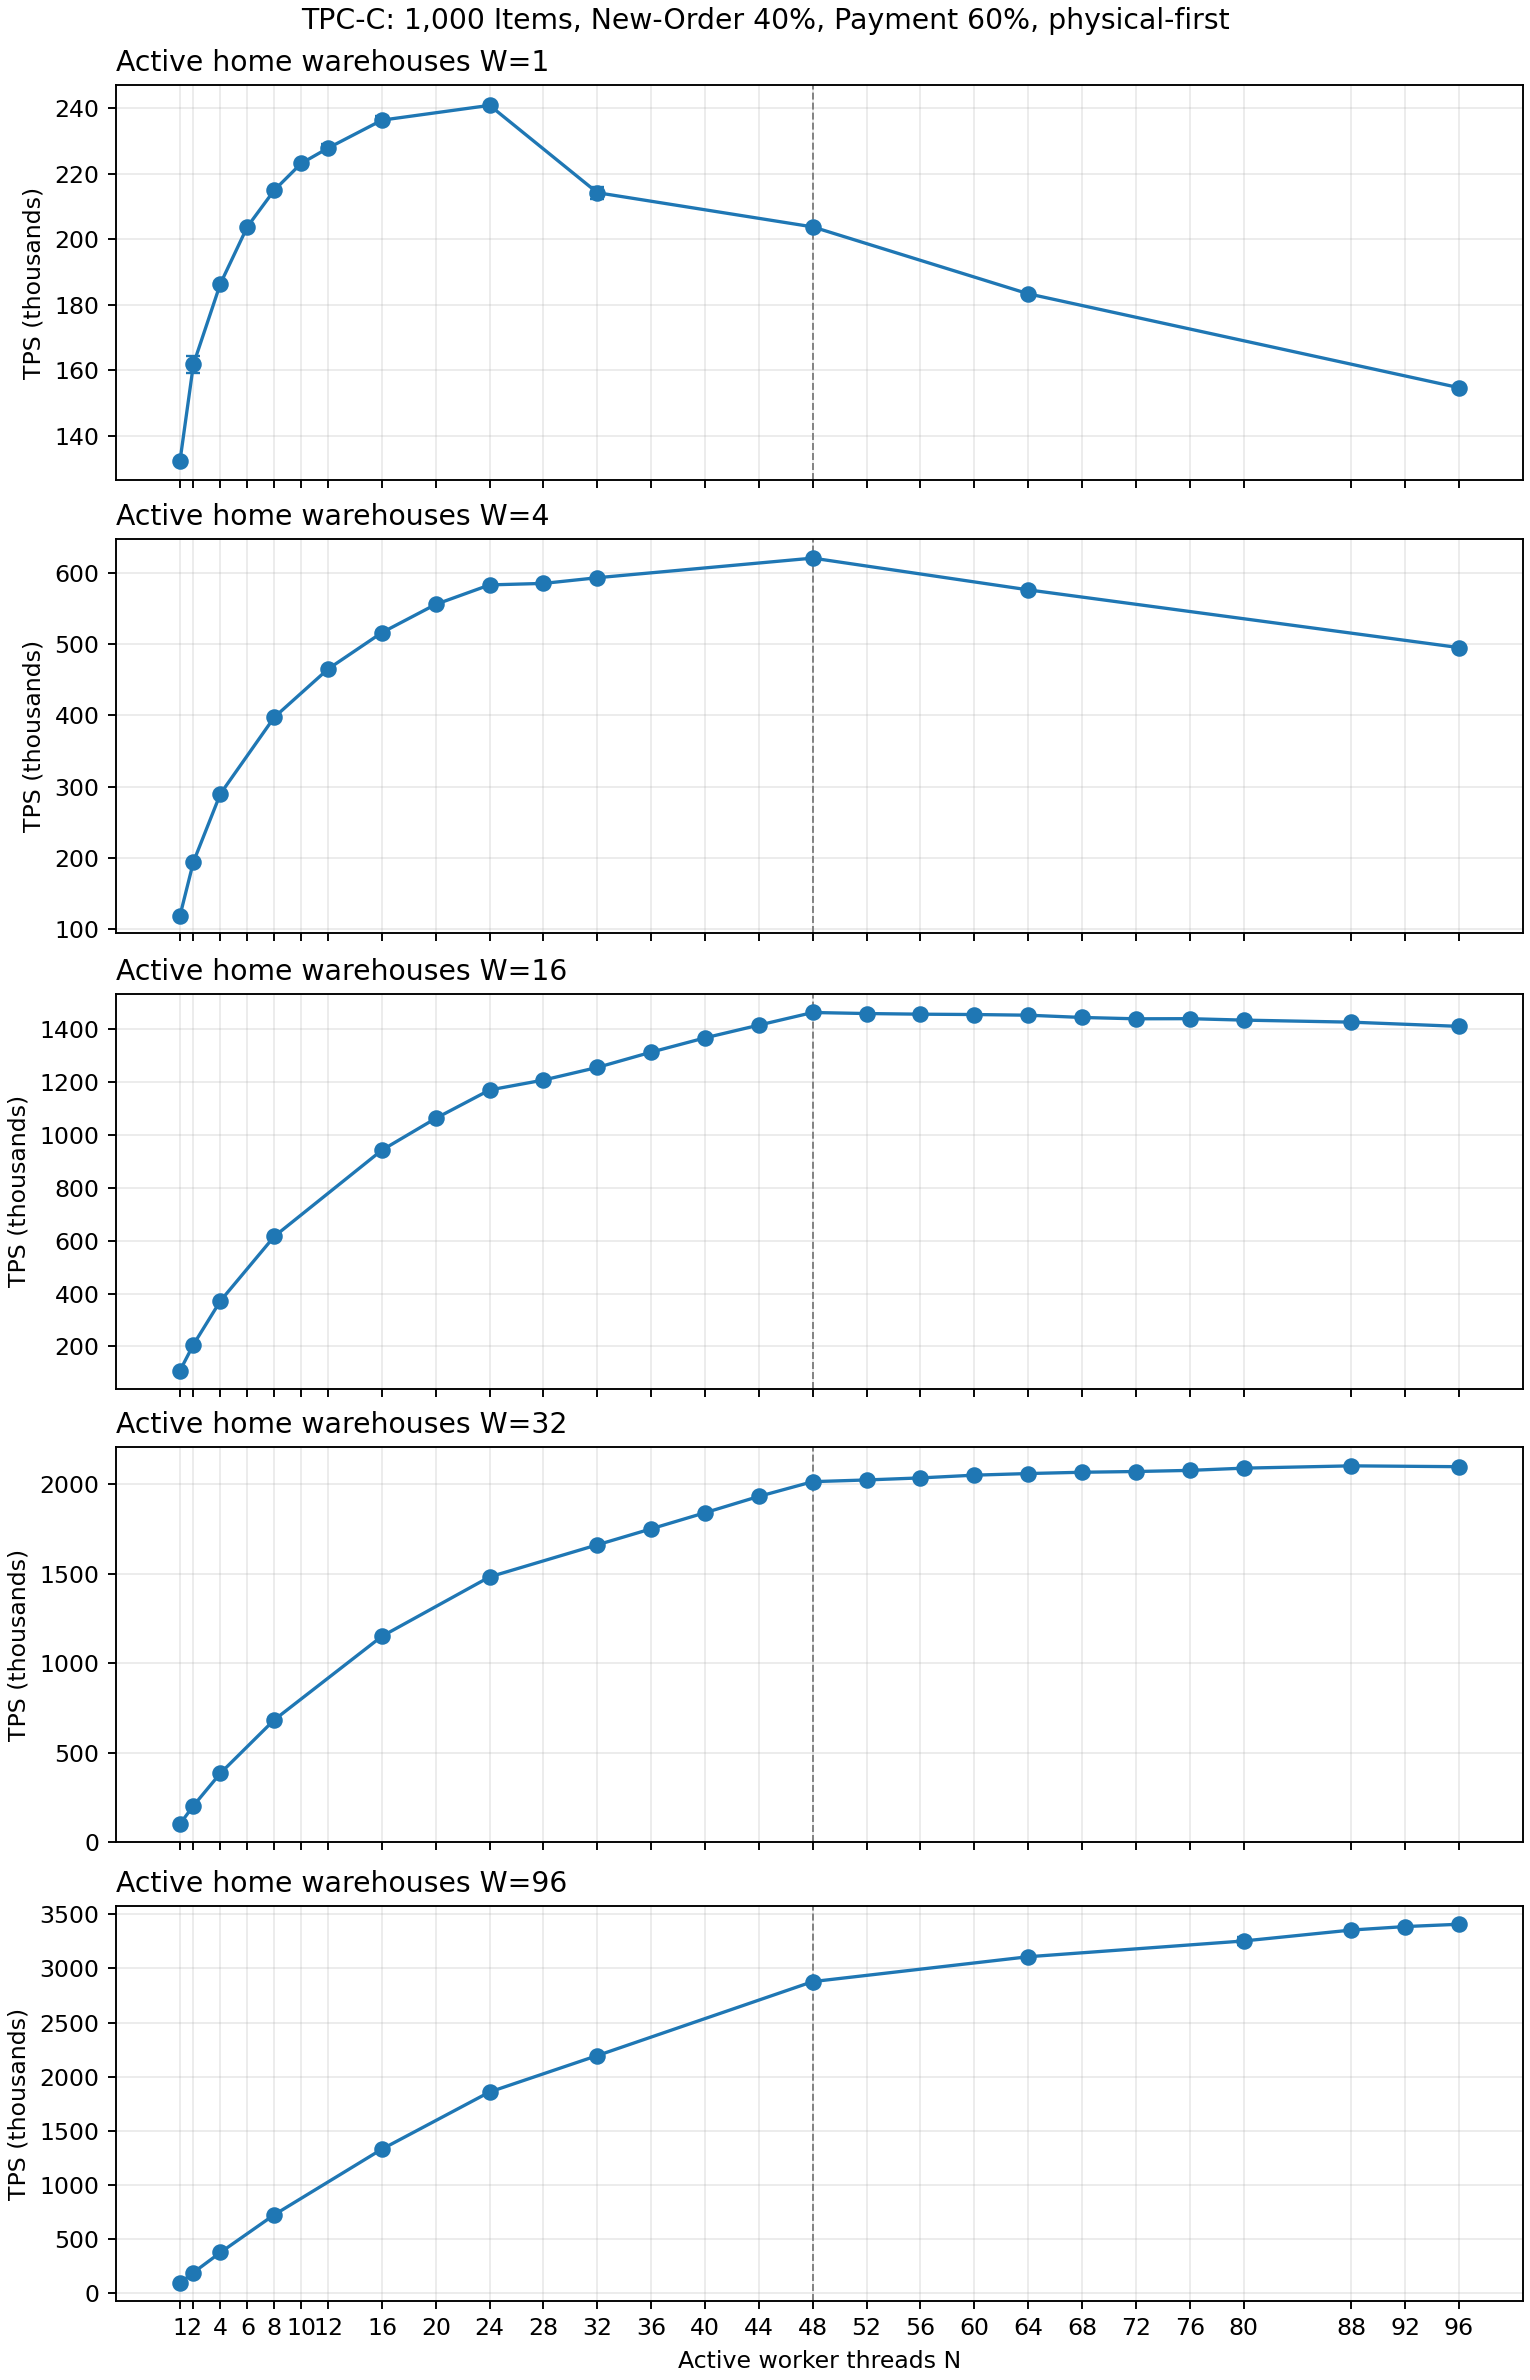 TPC-C: 1,000 Items, New-Order 40%, Payment 60%, physical-first
Active home warehouses W=1
TPS (thousands)
240
220
200
180
160
140
Active home warehouses W=4
TPS (thousands)
600
500
400
300
200
100
Active home warehouses W=16
TPS (thousands)
1400
1200
1000
800
600
400
200
Active home warehouses W=32
TPS (thousands)
2000
1500
1000
500
0
Active home warehouses W=96
TPS (thousands)
3500
3000
2500
2000
1500
1000
500
0
1 2 4 6 8 10 12 16 20 24 28 32 36 40 44 48 52 56 60 64 68 72 76 80 88 92 96
Active worker threads N